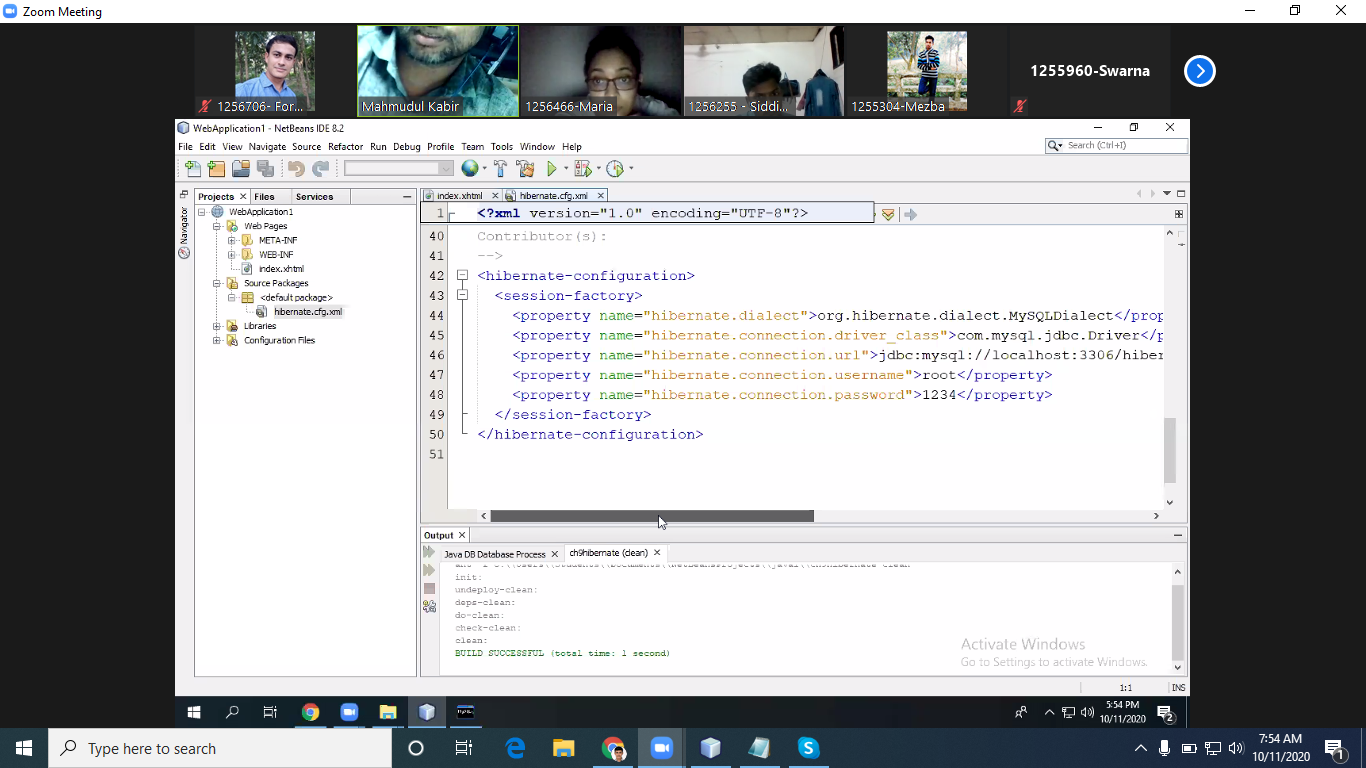 Zoom Meeting
1256706- For...
Mahmudul Kabir
1256466-Maria
1256255 - Siddi...
1255304-Mezba
1255960-Swarna
WebApplication1 - NetBeans IDE 8.2
File Edit View Navigate Source Refactor Run Debug Profile Team Tools Window Help
Search (Ctrl+I)
Projects Files Services
Navigator
WebApplication1
Web Pages
META-INF
WEB-INF
index.xhtml
Source Packages
<default package>
hibernate.cfg.xml
Libraries
Configuration Files
index.xhtml hibernate.cfg.xml
1 <?xml version="1.0" encoding="UTF-8"?>
40 Contributor(s):
41 -->
42 <hibernate-configuration>
43 <session-factory>
44 <property name="hibernate.dialect">org.hibernate.dialect.MySQLDialect</prop
45 <property name="hibernate.connection.driver_class">com.mysql.jdbc.Driver</p
46 <property name="hibernate.connection.url">jdbc:mysql://localhost:3306/hiber
47 <property name="hibernate.connection.username">root</property>
48 <property name="hibernate.connection.password">1234</property>
49 </session-factory>
50 </hibernate-configuration>
51
Output
Java DB Database Process ch9hibernate (clean)
init:
undeploy-clean:
deps-clean:
do-clean:
check-clean:
clean:
BUILD SUCCESSFUL (total time: 1 second)
Activate Windows
Go to Settings to activate Windows.
1:1 INS
5:54 PM
10/11/2020
2
Type here to search
7:54 AM
10/11/2020
1